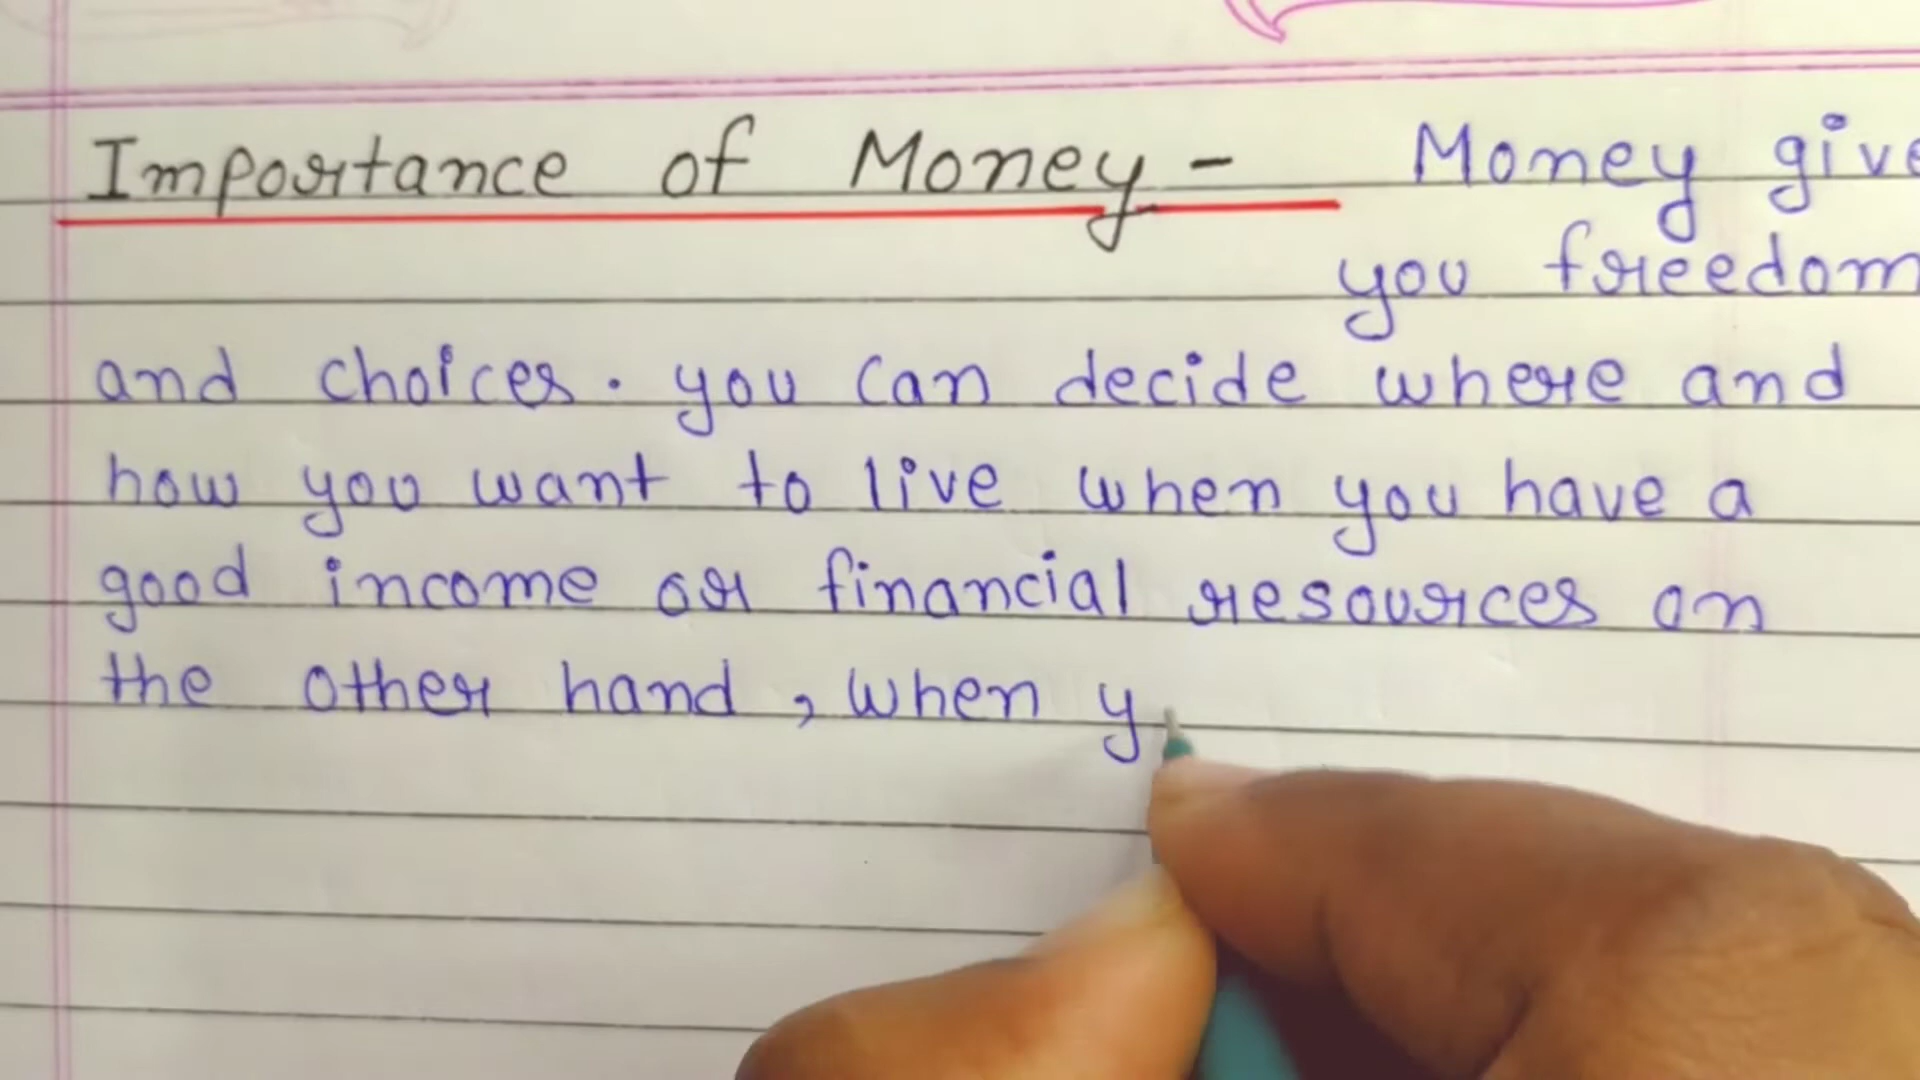 Importance of Money - Money give
you freedom
and choices. you can decide where and
how you want to live when you have a
good income or financial resources on
the other hand, when y